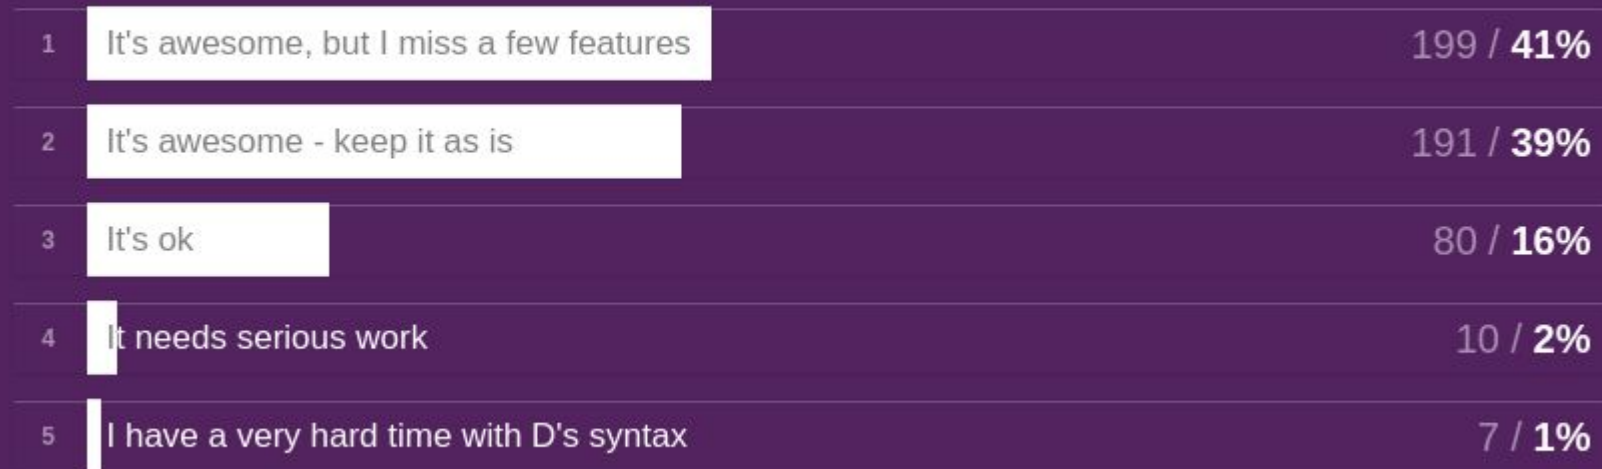 1 It's awesome, but I miss a few features 199 / 41%
2 It's awesome - keep it as is 191 / 39%
3 It's ok 80 / 16%
4 It needs serious work 10 / 2%
5 I have a very hard time with D's syntax 7 / 1%